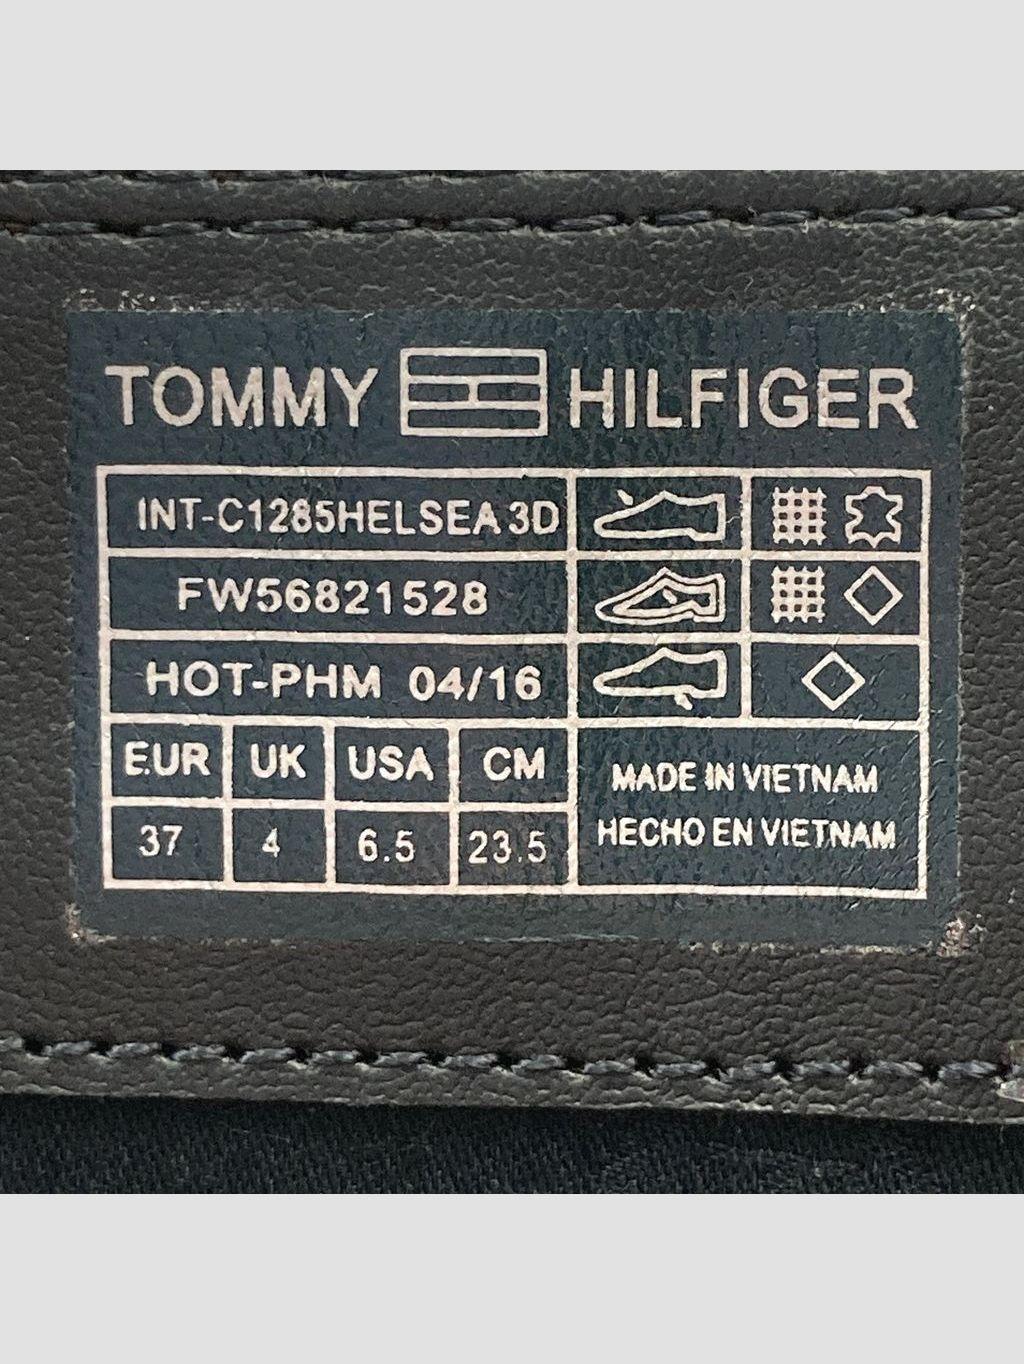 TOMMY HILFIGER
INT-C1285HELSEA 3D
FW56821528
HOT-PHM 04/16
EUR UK USA CM
37 4 6.5 23.5
MADE IN VIETNAM
HECHO EN VIETNAM